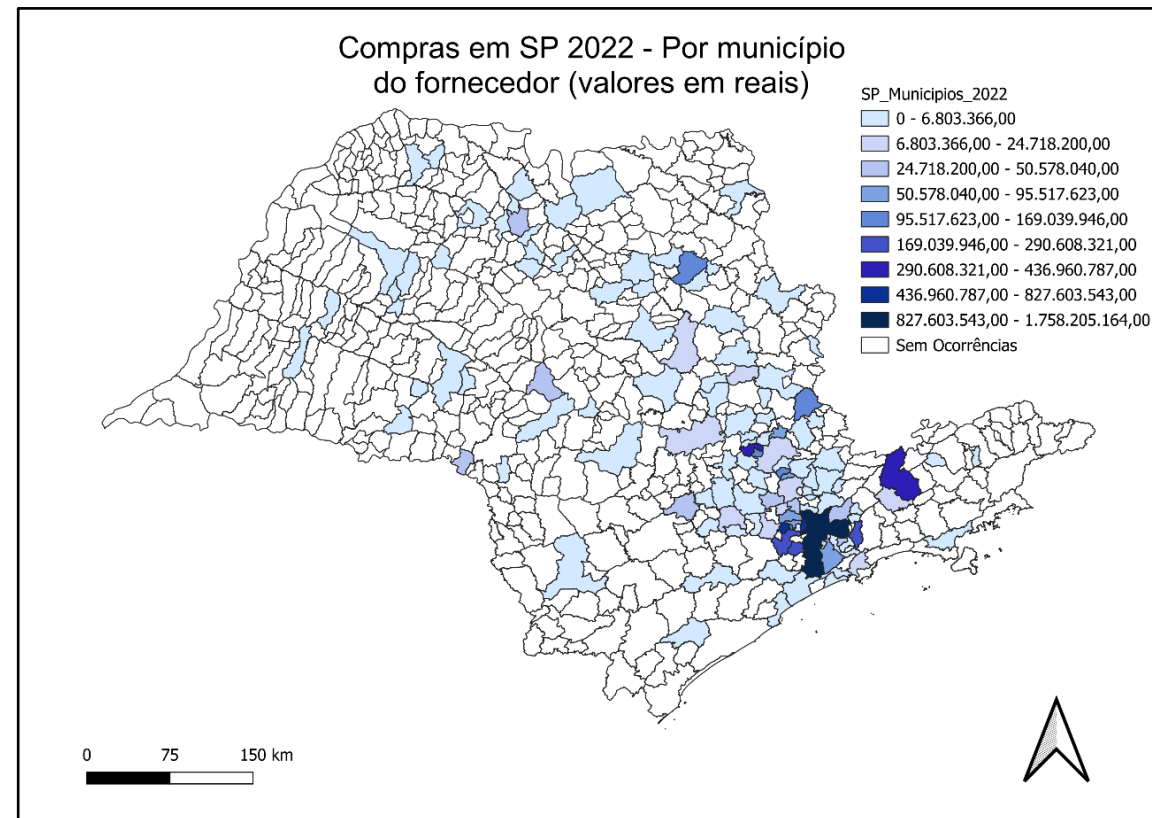 Compras em SP 2022 - Por município
do fornecedor (valores em reais)
SP_Municipios_2022
0 - 6.803.366,00
6.803.366,00 - 24.718.200,00
24.718.200,00 - 50.578.040,00
50.578.040,00 - 95.517.623,00
95.517.623,00 - 169.039.946,00
169.039.946,00 - 290.608.321,00
290.608.321,00 - 436.960.787,00
436.960.787,00 - 827.603.543,00
827.603.543,00 - 1.758.205.164,00
Sem Ocorrências
0 75 150 km